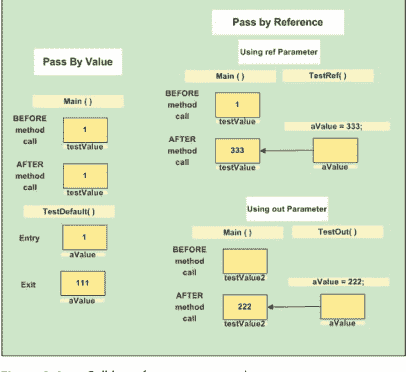 Pass by Reference
Using ref Parameter
Pass By Value
Main ( )
TestRef( )
Main ( )
BEFORE
method
call
1
testValue
BEFORE
method
call
1
testValue
aValue = 333;
AFTER
method
call
333
testValue
aValue
AFTER
method
call
1
testValue
TestDefault( )
Entry
1
aValue
Exit
111
aValue
Using out Parameter
Main ( )
TestOut( )
BEFORE
method
call
testValue2
aValue = 222;
AFTER
method
call
222
testValue2
aValue